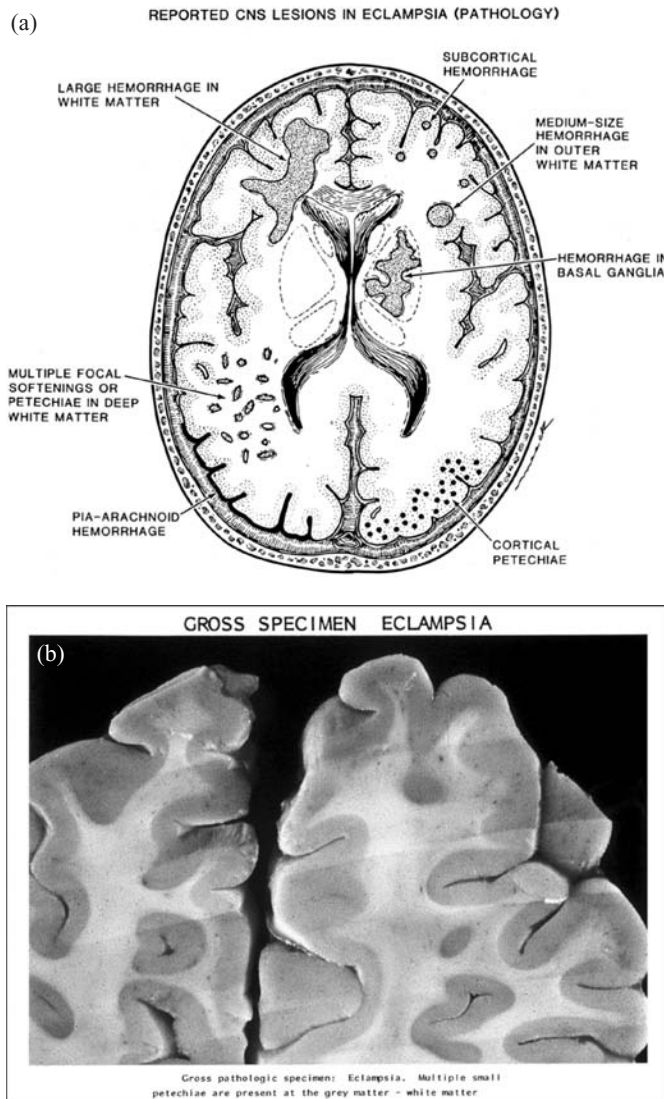 REPORTED CNS LESIONS IN ECLAMPSIA (PATHOLOGY)
(a)
SUBCORTICAL
HEMORRHAGE
LARGE HEMORRHAGE IN
WHITE MATTER
MEDIUM-SIZE
HEMORRHAGE
IN OUTER
WHITE MATTER
HEMORRHAGE IN
BASAL GANGLIA
MULTIPLE FOCAL
SOFTENINGS OR
PETECHIAE IN DEEP
WHITE MATTER
PIA-ARACHNOID
HEMORRHAGE
CORTICAL
PETECHIAE
GROSS SPECIMEN ECLAMPSIA
(b)
Gross pathologic specimen: Eclampsia. Multiple small
petechiae are present at the grey matter - white matter